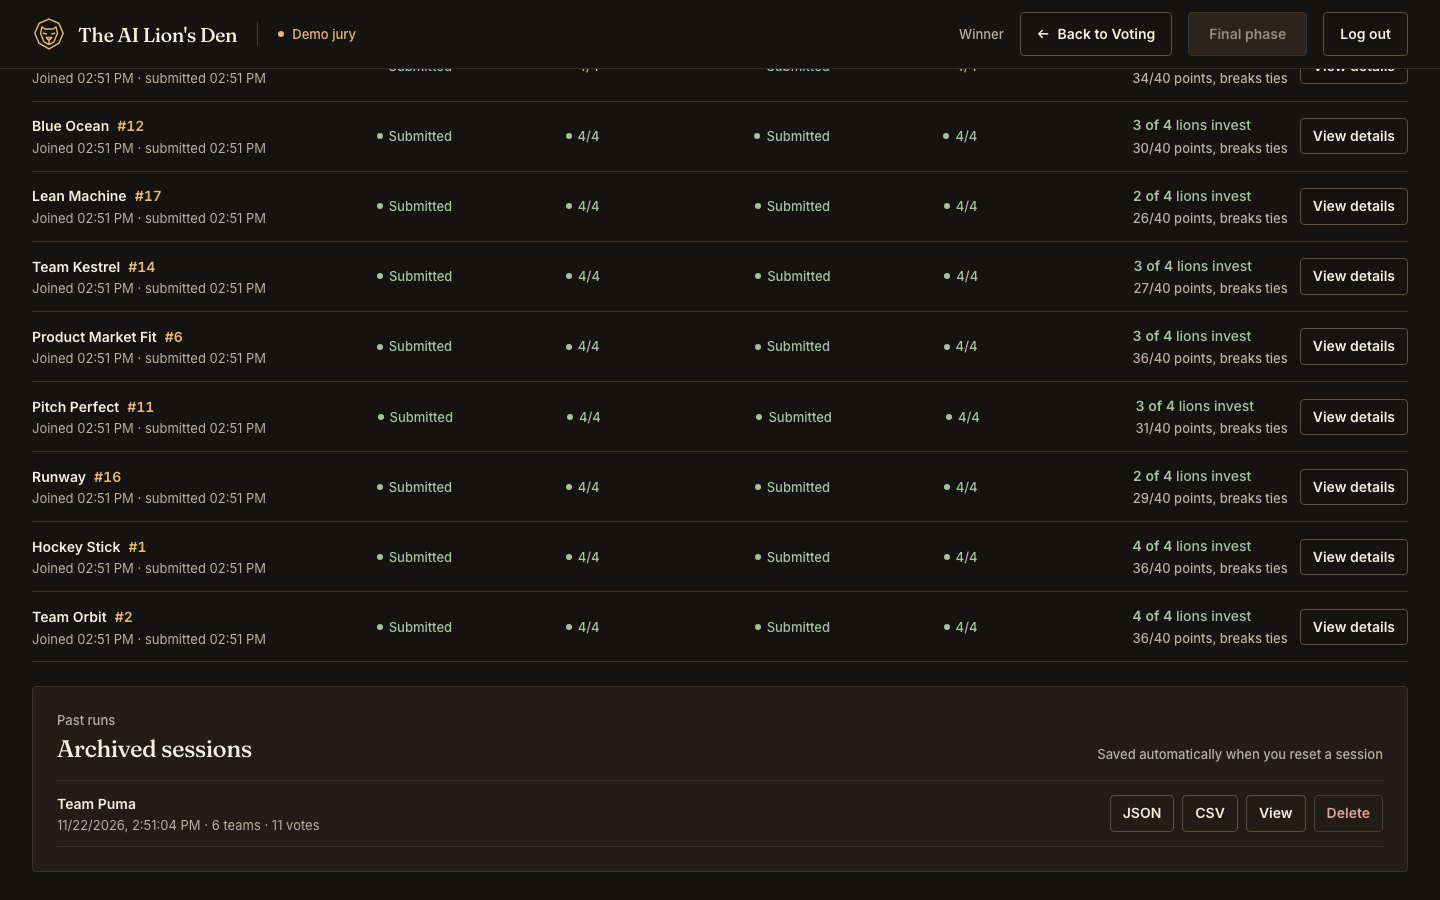 The AI Lion's Den
Demo jury
Winner
← Back to Voting
Final phase
Log out
Joined 02:51 PM · submitted 02:51 PM
34/40 points, breaks ties
Blue Ocean #12
Joined 02:51 PM · submitted 02:51 PM
Submitted
4/4
Submitted
4/4
3 of 4 lions invest
30/40 points, breaks ties
View details
Lean Machine #17
Joined 02:51 PM · submitted 02:51 PM
Submitted
4/4
Submitted
4/4
2 of 4 lions invest
26/40 points, breaks ties
View details
Team Kestrel #14
Joined 02:51 PM · submitted 02:51 PM
Submitted
4/4
Submitted
4/4
3 of 4 lions invest
27/40 points, breaks ties
View details
Product Market Fit #6
Joined 02:51 PM · submitted 02:51 PM
Submitted
4/4
Submitted
4/4
3 of 4 lions invest
36/40 points, breaks ties
View details
Pitch Perfect #11
Joined 02:51 PM · submitted 02:51 PM
Submitted
4/4
Submitted
4/4
3 of 4 lions invest
31/40 points, breaks ties
View details
Runway #16
Joined 02:51 PM · submitted 02:51 PM
Submitted
4/4
Submitted
4/4
2 of 4 lions invest
29/40 points, breaks ties
View details
Hockey Stick #1
Joined 02:51 PM · submitted 02:51 PM
Submitted
4/4
Submitted
4/4
4 of 4 lions invest
36/40 points, breaks ties
View details
Team Orbit #2
Joined 02:51 PM · submitted 02:51 PM
Submitted
4/4
Submitted
4/4
4 of 4 lions invest
36/40 points, breaks ties
View details
Past runs
Archived sessions
Saved automatically when you reset a session
Team Puma
11/22/2026, 2:51:04 PM · 6 teams · 11 votes
JSON
CSV
View
Delete